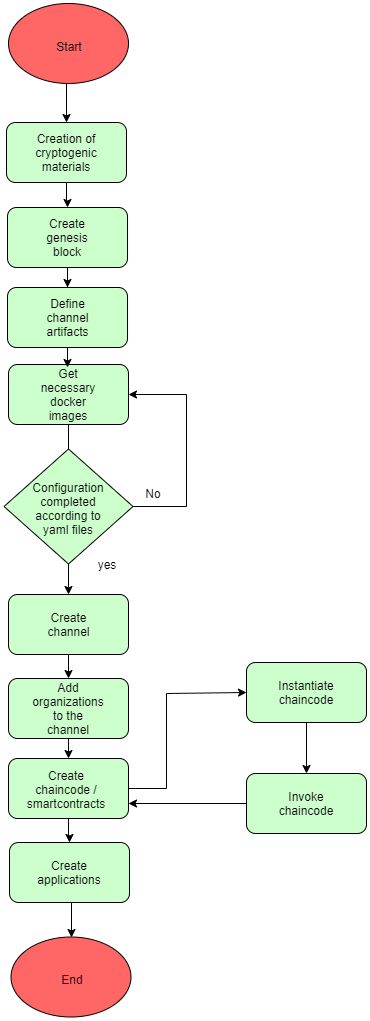 Start
Creation of
cryptogenic
materials
Create
genesis
block
Define
channel
artifacts
Get
necessary
docker
images
Configuration
completed
according to
yaml files
No
yes
Create
channel
Add
organizations
to the
channel
Instantiate
chaincode
Create
chaincode /
smartcontracts
Invoke
chaincode
Create
applications
End